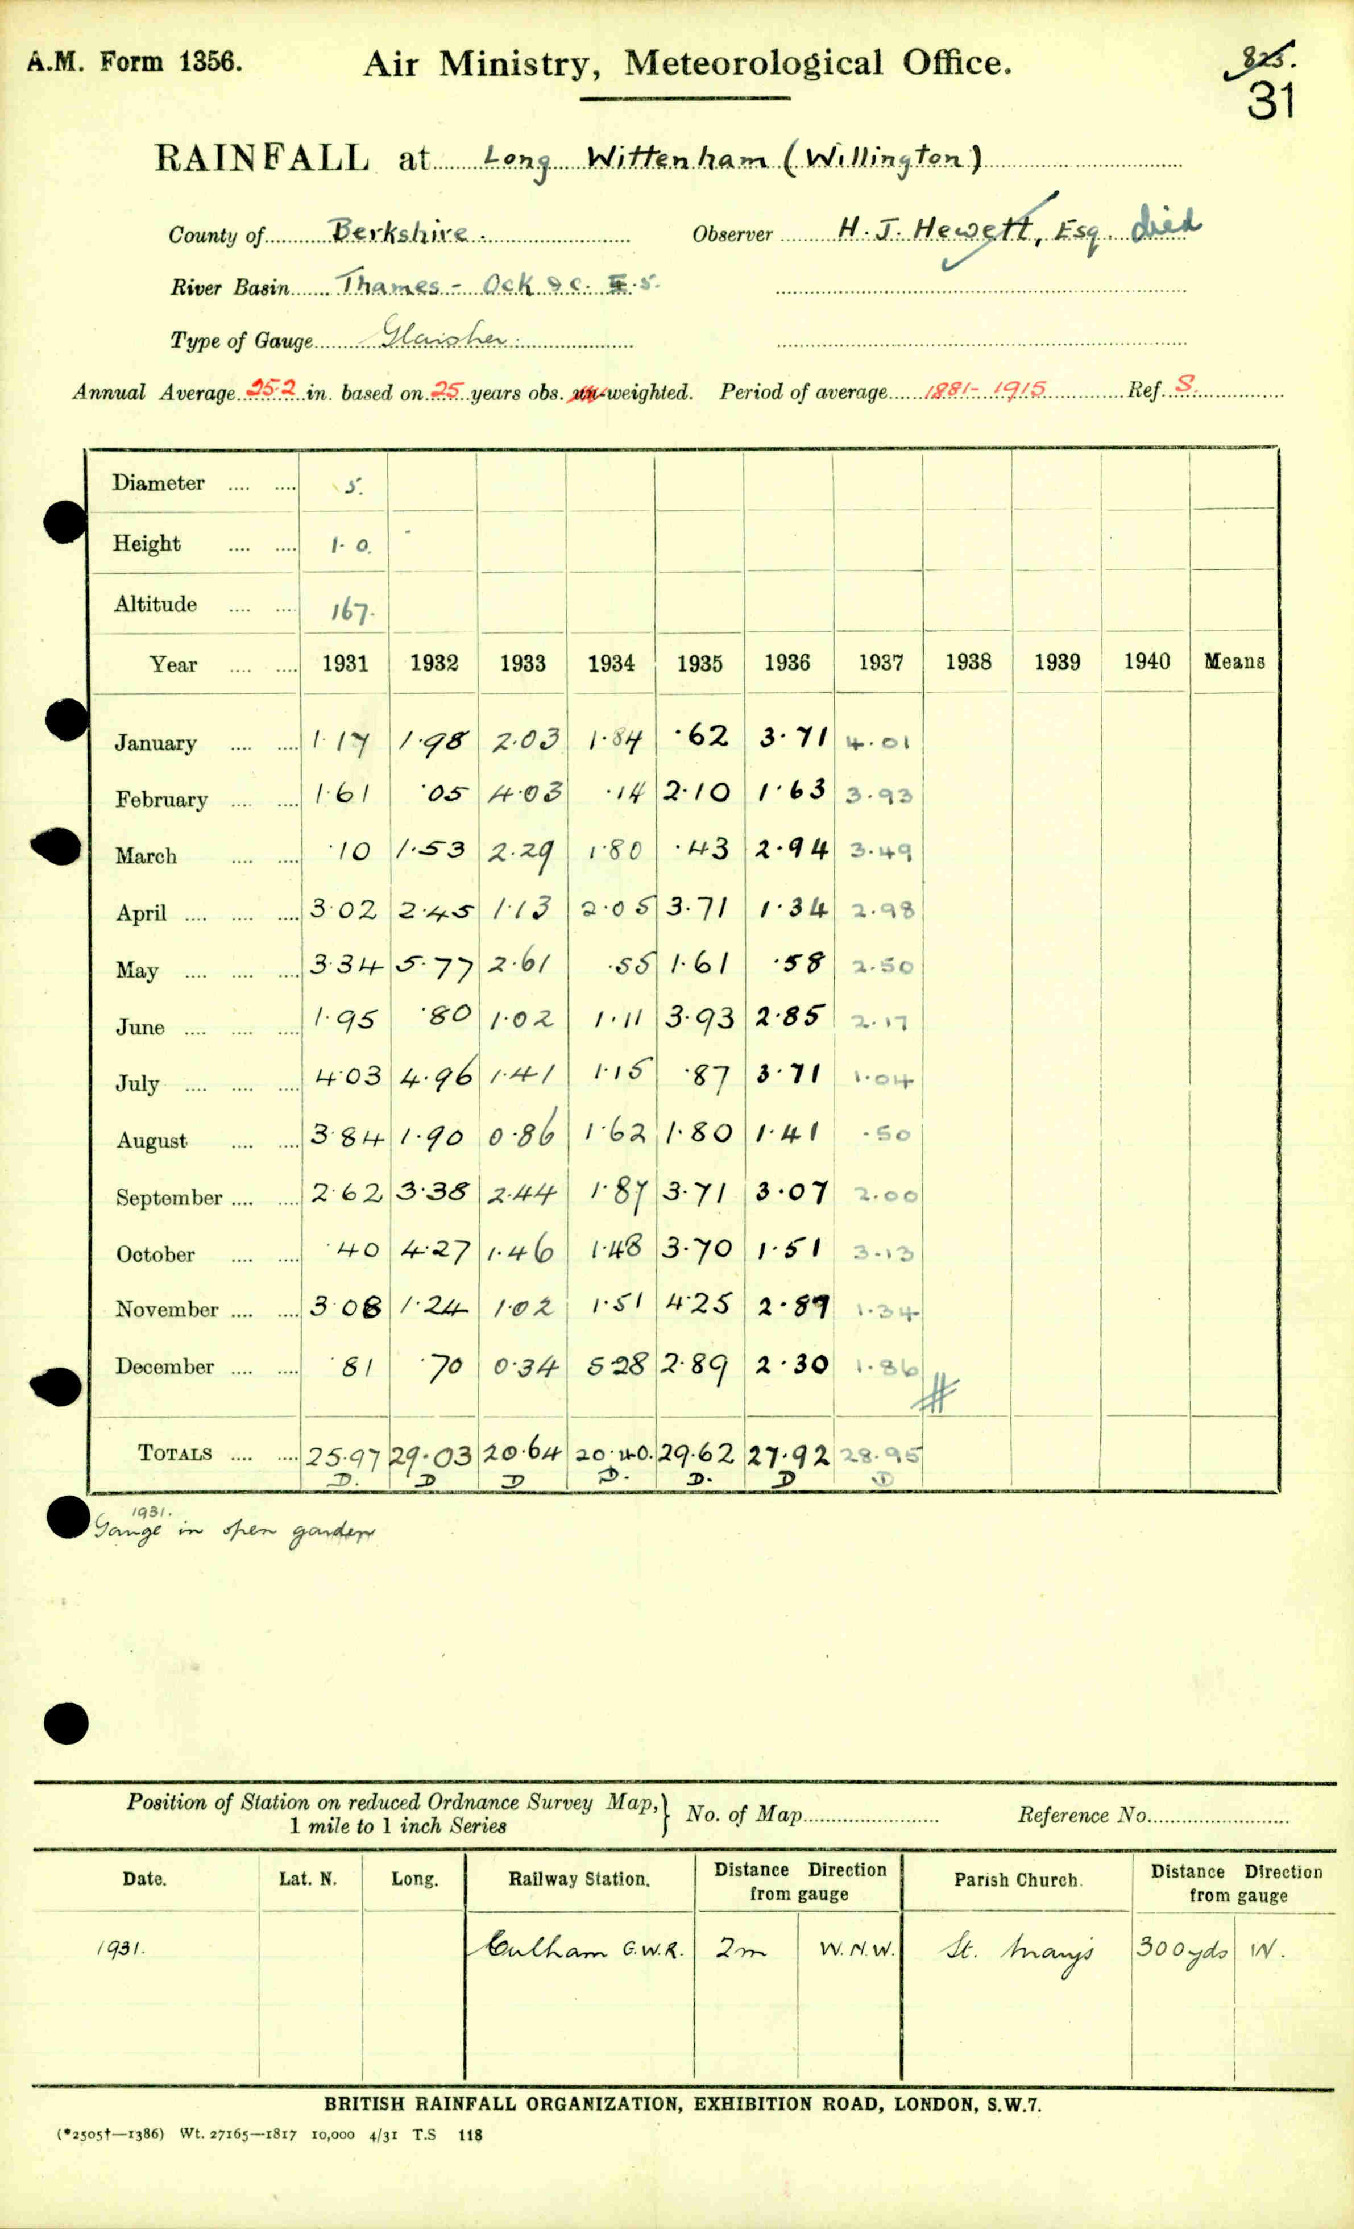 A.M. Form 1356.
Air Ministry, Meteorological Office.
825.
31
RAINFALL at Long Wittenham (Willington)
County of Berkshire. Observer H. J. Hewett, Esq. died
River Basin Thames - Ock &c. 5.
Type of Gauge Glaisher.
Annual Average 25.2 in. based on 25 years obs. un-weighted. Period of average 1881-1915 Ref. S.
Diameter .... .... 5.
Height .... .... 1.0.
Altitude .... .... 167.
Year .... .... 1931 1932 1933 1934 1935 1936 1937 1938 1939 1940 Means
January .... .... 1.17 1.98 2.03 1.84 .62 3.71 4.01
February .... .... 1.61 .05 4.03 .14 2.10 1.63 3.93
March .... .... .10 1.53 2.29 1.80 .43 2.94 3.49
April .... .... .... 3.02 2.45 1.13 2.05 3.71 1.34 2.98
May .... .... .... 3.34 5.77 2.61 .55 1.61 .58 2.50
June .... .... .... 1.95 .80 1.02 1.11 3.93 2.85 2.17
July .... .... .... 4.03 4.96 1.41 1.15 .87 3.71 1.04
August .... .... 3.84 1.90 0.86 1.62 1.80 1.41 .50
September .... .... 2.62 3.38 2.44 1.87 3.71 3.07 2.00
October .... .... .40 4.27 1.46 1.48 3.70 1.51 3.13
November .... .... 3.08 1.24 1.02 1.51 4.25 2.89 1.34
December .... .... .81 .70 0.34 5.28 2.89 2.30 1.86
#
TOTALS .... .... 25.97 29.03 20.64 20.40. 29.62 27.92 28.95
D. D D D. D. D D
1931.
Gauge in open garden
Position of Station on reduced Ordnance Survey Map, } No. of Map Reference No.
1 mile to 1 inch Series
Date. Lat. N. Long. Railway Station. Distance Direction from gauge Parish Church. Distance Direction from gauge
1931. Culham G.W.R. 2m W.N.W. St. Mary's 300yds W.
BRITISH RAINFALL ORGANIZATION, EXHIBITION ROAD, LONDON, S.W.7.
(*2505†—1386) Wt. 27165—1817 10,000 4/31 T.S 118